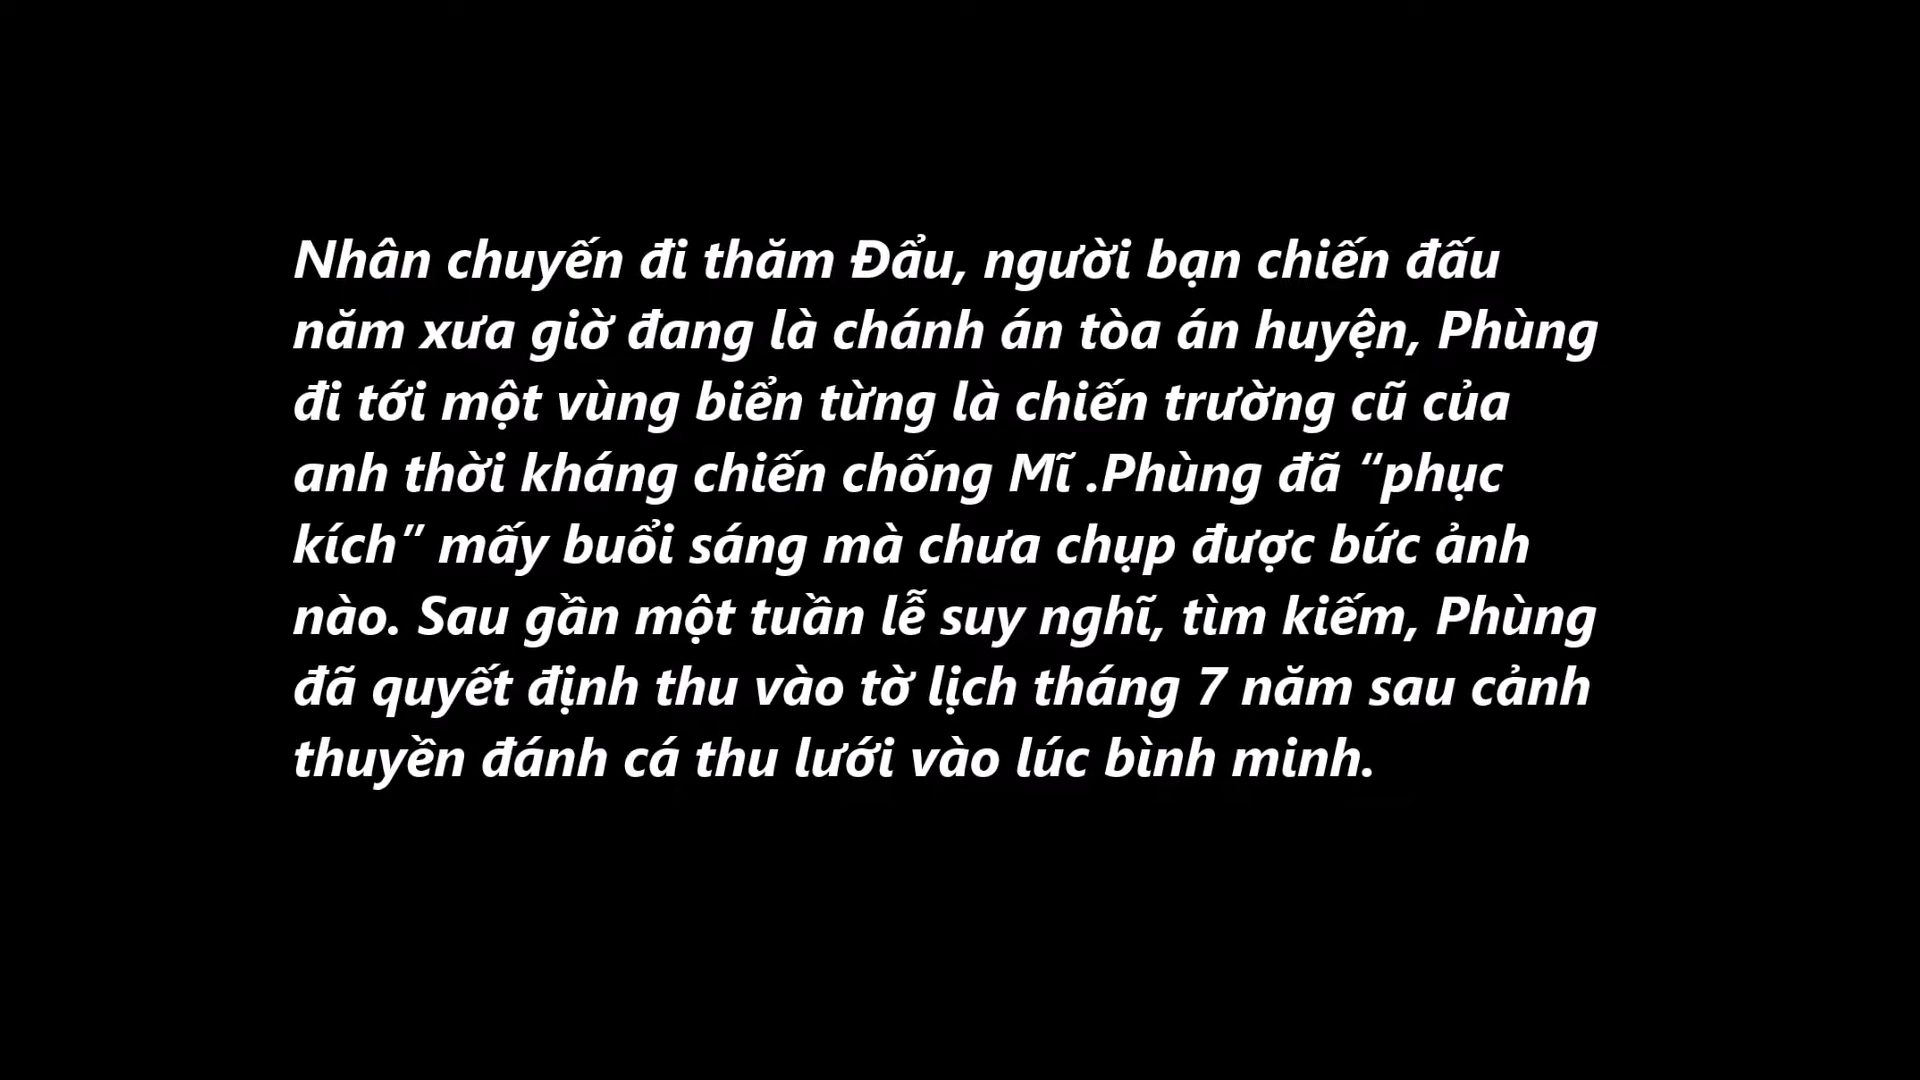 Nhân chuyến đi thăm Đẩu, người bạn chiến đấu
năm xưa giờ đang là chánh án tòa án huyện, Phùng
đi tới một vùng biển từng là chiến trường cũ của
anh thời kháng chiến chống Mĩ .Phùng đã “phục
kích” mấy buổi sáng mà chưa chụp được bức ảnh
nào. Sau gần một tuần lễ suy nghĩ, tìm kiếm, Phùng
đã quyết định thu vào tờ lịch tháng 7 năm sau cảnh
thuyền đánh cá thu lưới vào lúc bình minh.